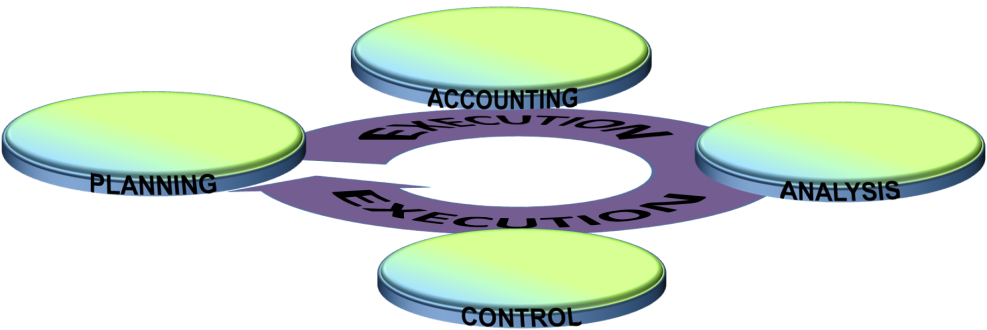 ACCOUNTING
EXECUTION
PLANNING
ANALYSIS
EXECUTION
CONTROL